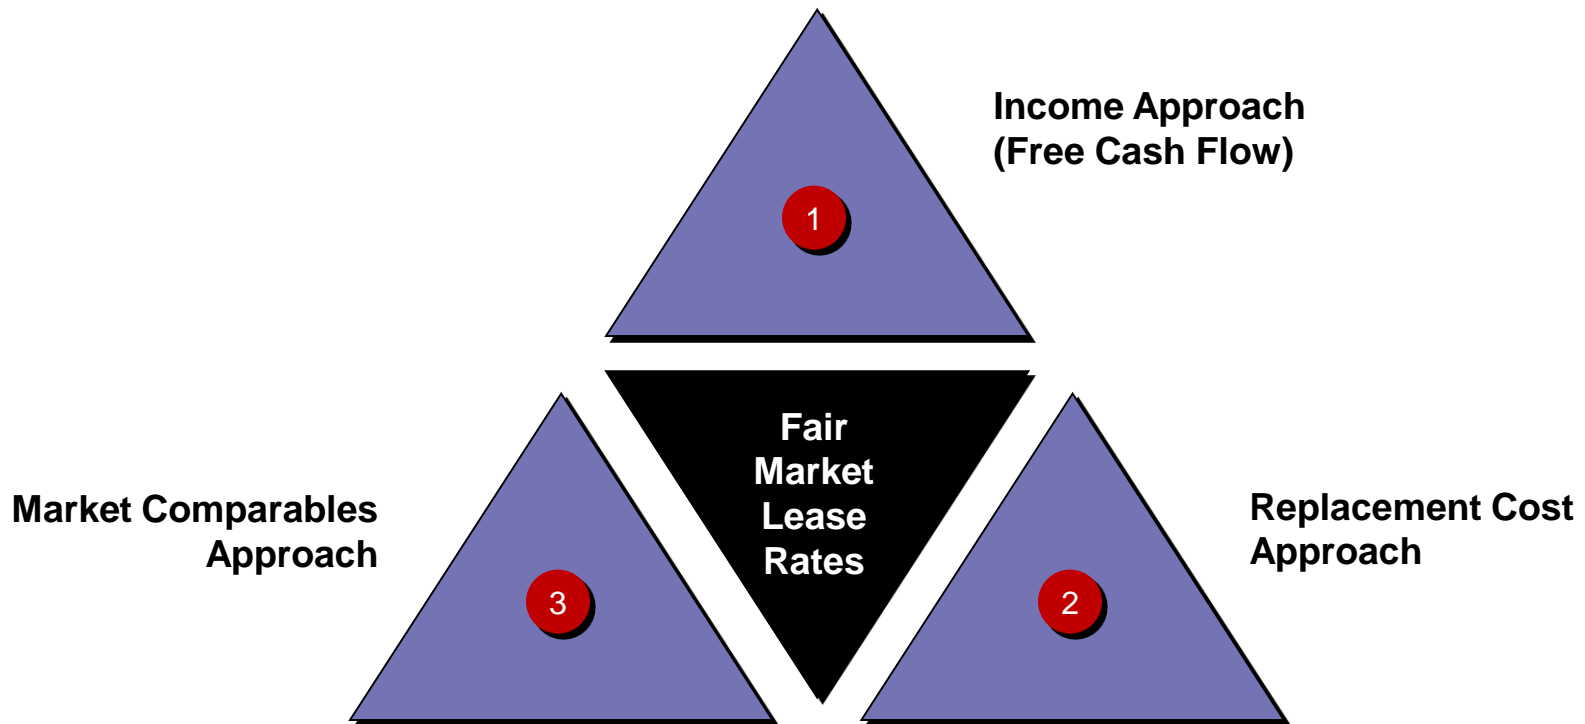 Income Approach
(Free Cash Flow)
1
Fair
Market
Lease
Rates
Market Comparables
Approach
3
Replacement Cost
Approach
2